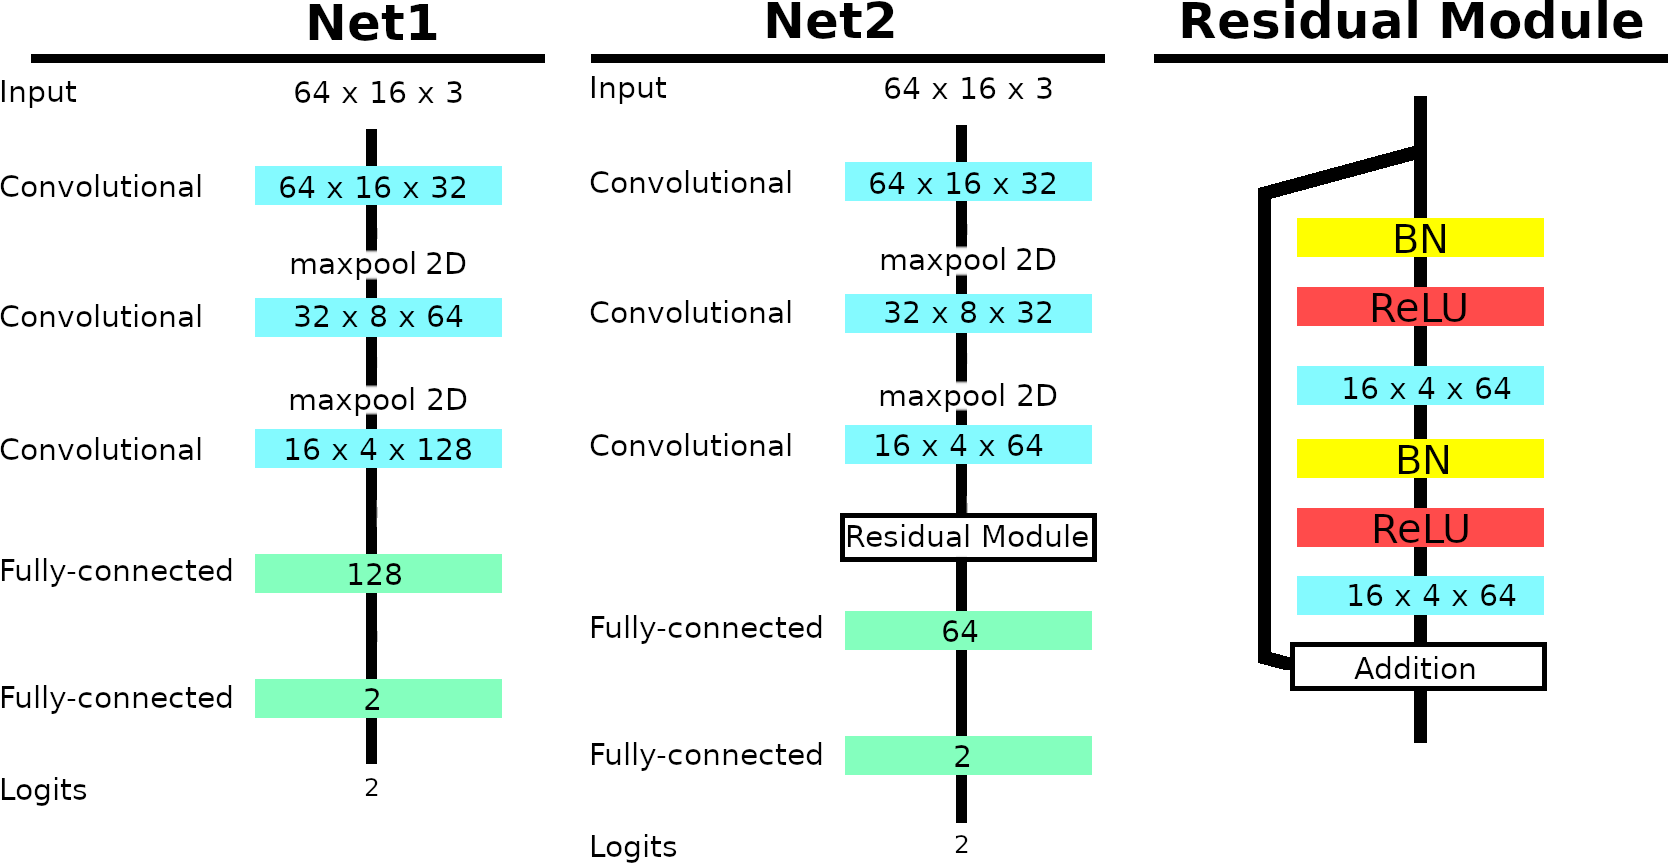 Net1
Input 64 x 16 x 3
Convolutional 64 x 16 x 32
maxpool 2D
Convolutional 32 x 8 x 64
maxpool 2D
Convolutional 16 x 4 x 128
Fully-connected 128
Fully-connected 2
Logits 2
Net2
Input 64 x 16 x 3
Convolutional 64 x 16 x 32
maxpool 2D
Convolutional 32 x 8 x 32
maxpool 2D
Convolutional 16 x 4 x 64
Residual Module
Fully-connected 64
Fully-connected 2
Logits 2
Residual Module
BN
ReLU
16 x 4 x 64
BN
ReLU
16 x 4 x 64
Addition